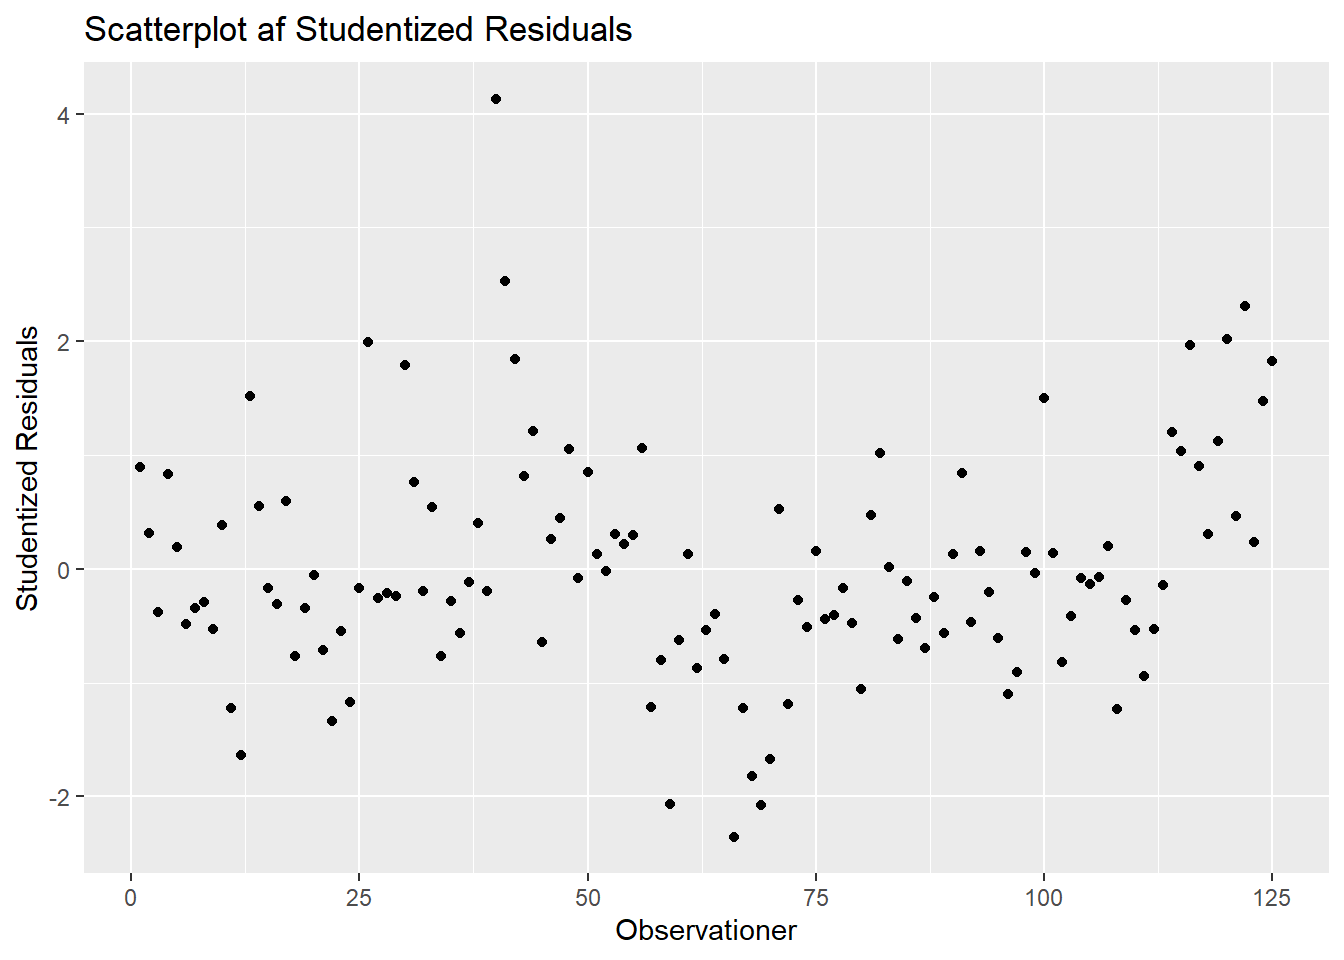 Scatterplot af Studentized Residuals
Studentized Residuals
4
2
0
-2
0 25 50 75 100 125
Observationer